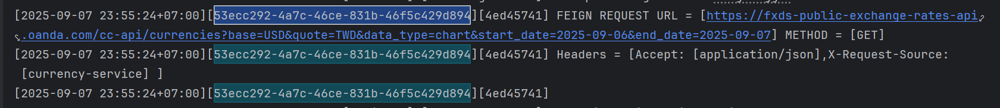 [2025-09-07 23:55:24+07:00][53ecc292-4a7c-46ce-831b-46f5c429d894][4ed45741] FEIGN REQUEST URL = [https://fxds-public-exchange-rates-api
.oanda.com/cc-api/currencies?base=USD&quote=TWD&data_type=chart&start_date=2025-09-06&end_date=2025-09-07] METHOD = [GET]
[2025-09-07 23:55:24+07:00][53ecc292-4a7c-46ce-831b-46f5c429d894][4ed45741] Headers = [Accept: [application/json],X-Request-Source:
[currency-service] ]
[2025-09-07 23:55:24+07:00][53ecc292-4a7c-46ce-831b-46f5c429d894][4ed45741]